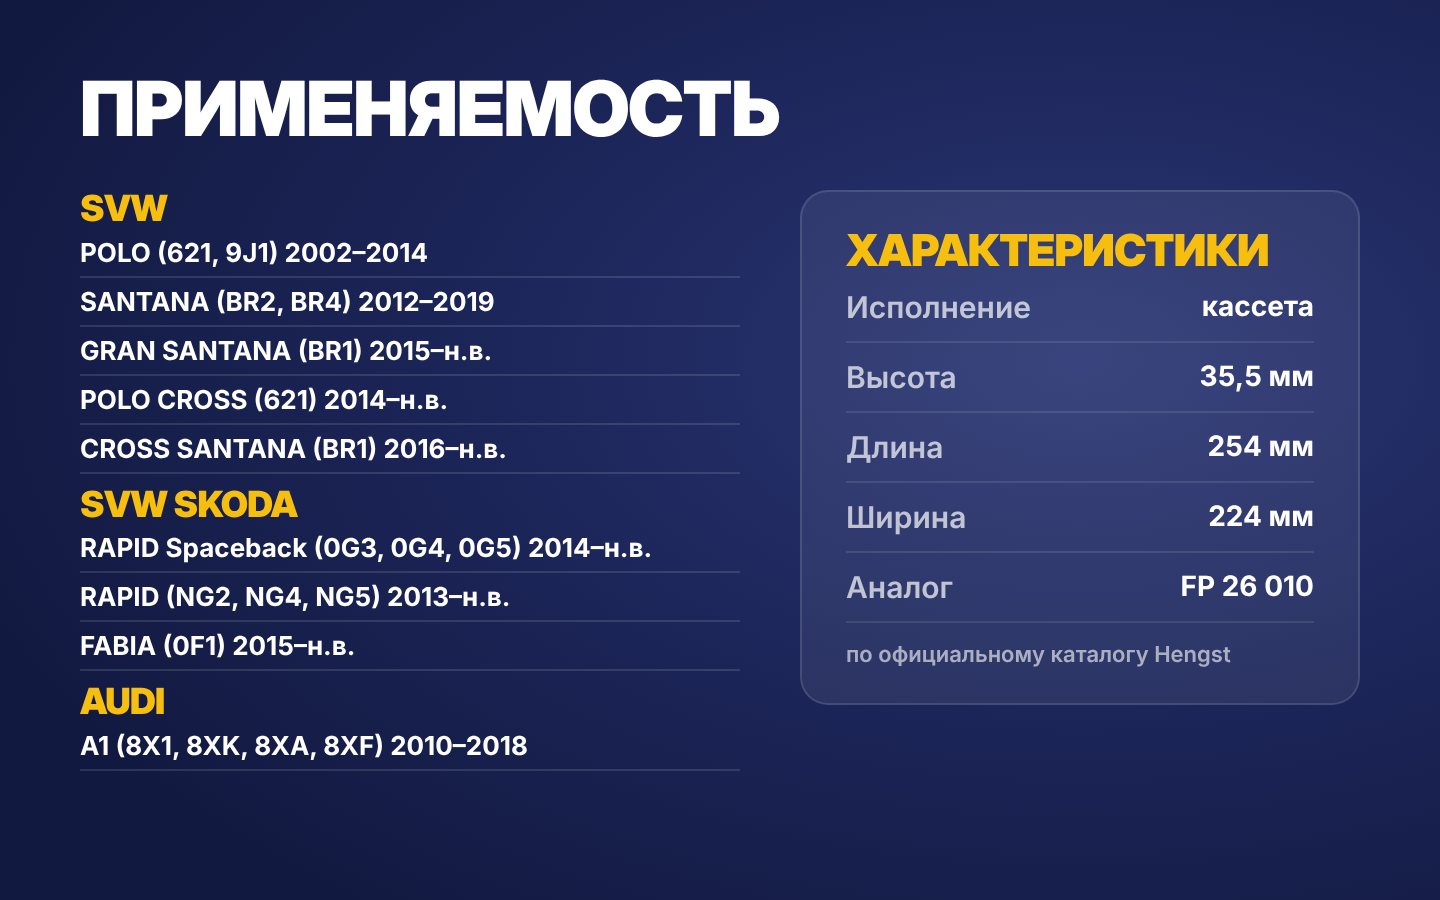 ПРИМЕНЯЕМОСТЬ
SVW
POLO (621, 9J1) 2002–2014
SANTANA (BR2, BR4) 2012–2019
GRAN SANTANA (BR1) 2015–н.в.
POLO CROSS (621) 2014–н.в.
CROSS SANTANA (BR1) 2016–н.в.
SVW SKODA
RAPID Spaceback (0G3, 0G4, 0G5) 2014–н.в.
RAPID (NG2, NG4, NG5) 2013–н.в.
FABIA (0F1) 2015–н.в.
AUDI
A1 (8X1, 8XK, 8XA, 8XF) 2010–2018
ХАРАКТЕРИСТИКИ
Исполнение кассета
Высота 35,5 мм
Длина 254 мм
Ширина 224 мм
Аналог FP 26 010
по официальному каталогу Hengst